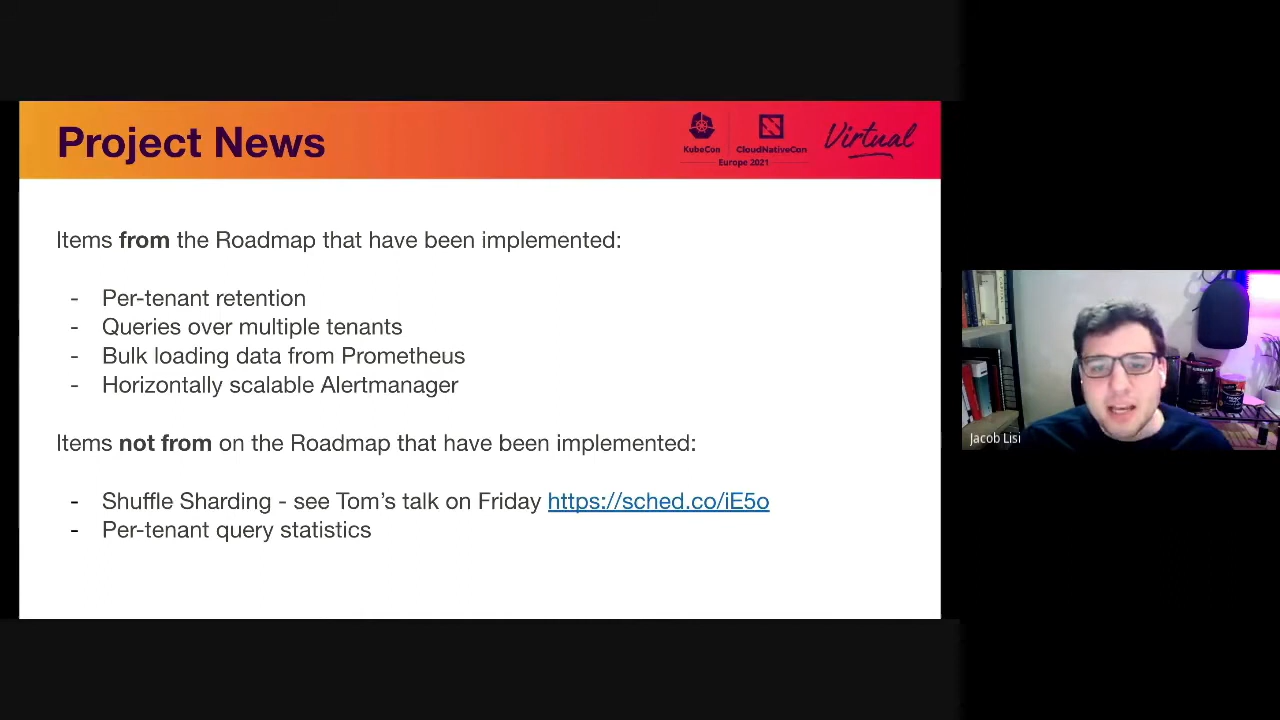 Project News
KubeCon
CloudNativeCon
Europe 2021
Virtual
Items from the Roadmap that have been implemented:
- Per-tenant retention
- Queries over multiple tenants
- Bulk loading data from Prometheus
- Horizontally scalable Alertmanager
Items not from on the Roadmap that have been implemented:
- Shuffle Sharding - see Tom’s talk on Friday https://sched.co/iE5o
- Per-tenant query statistics
Jacob Lisi